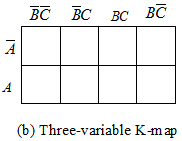 B̅C̅ B̅C BC BC̅
A̅
A
(b) Three-variable K-map